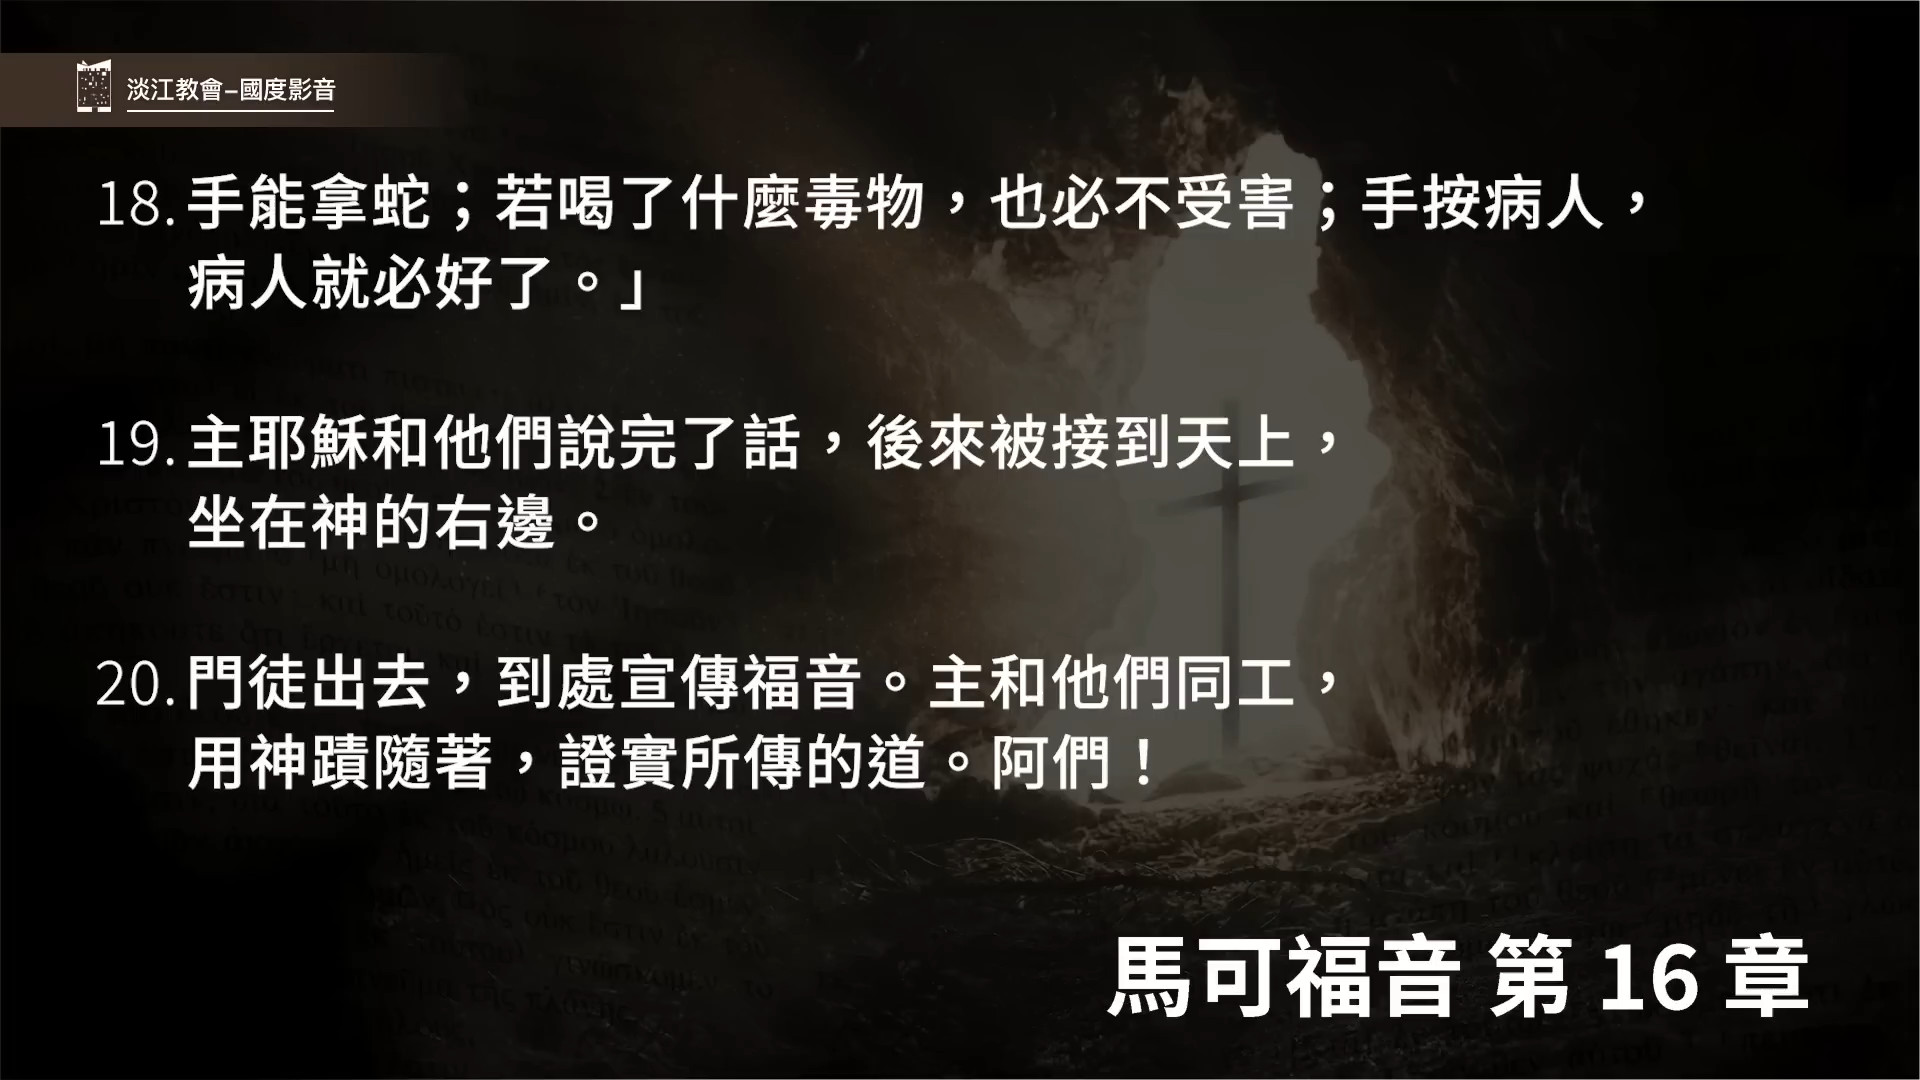 淡江教會–國度影音
18. 手能拿蛇；若喝了什麼毒物，也必不受害；手按病人，
病人就必好了。」
19. 主耶穌和他們說完了話，後來被接到天上，
坐在神的右邊。
20. 門徒出去，到處宣傳福音。主和他們同工，
用神蹟隨著，證實所傳的道。阿們！
馬可福音 第 16 章